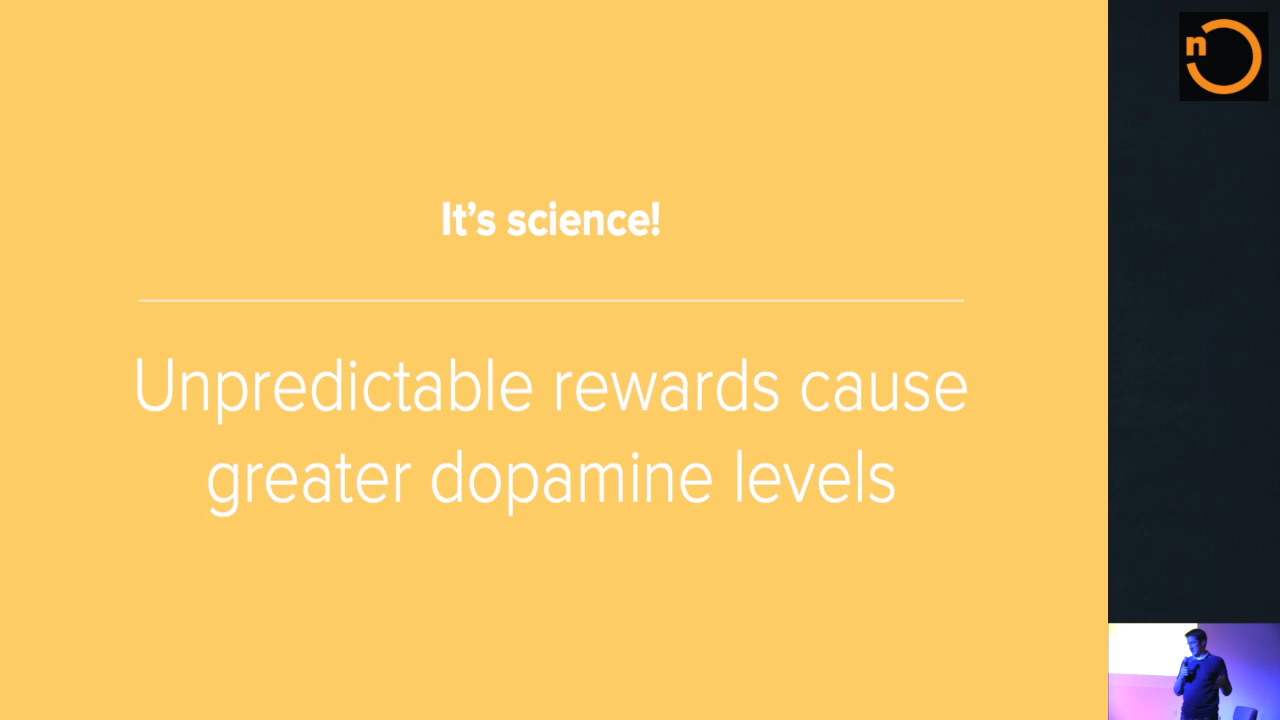 It's science!
Unpredictable rewards cause
greater dopamine levels
n